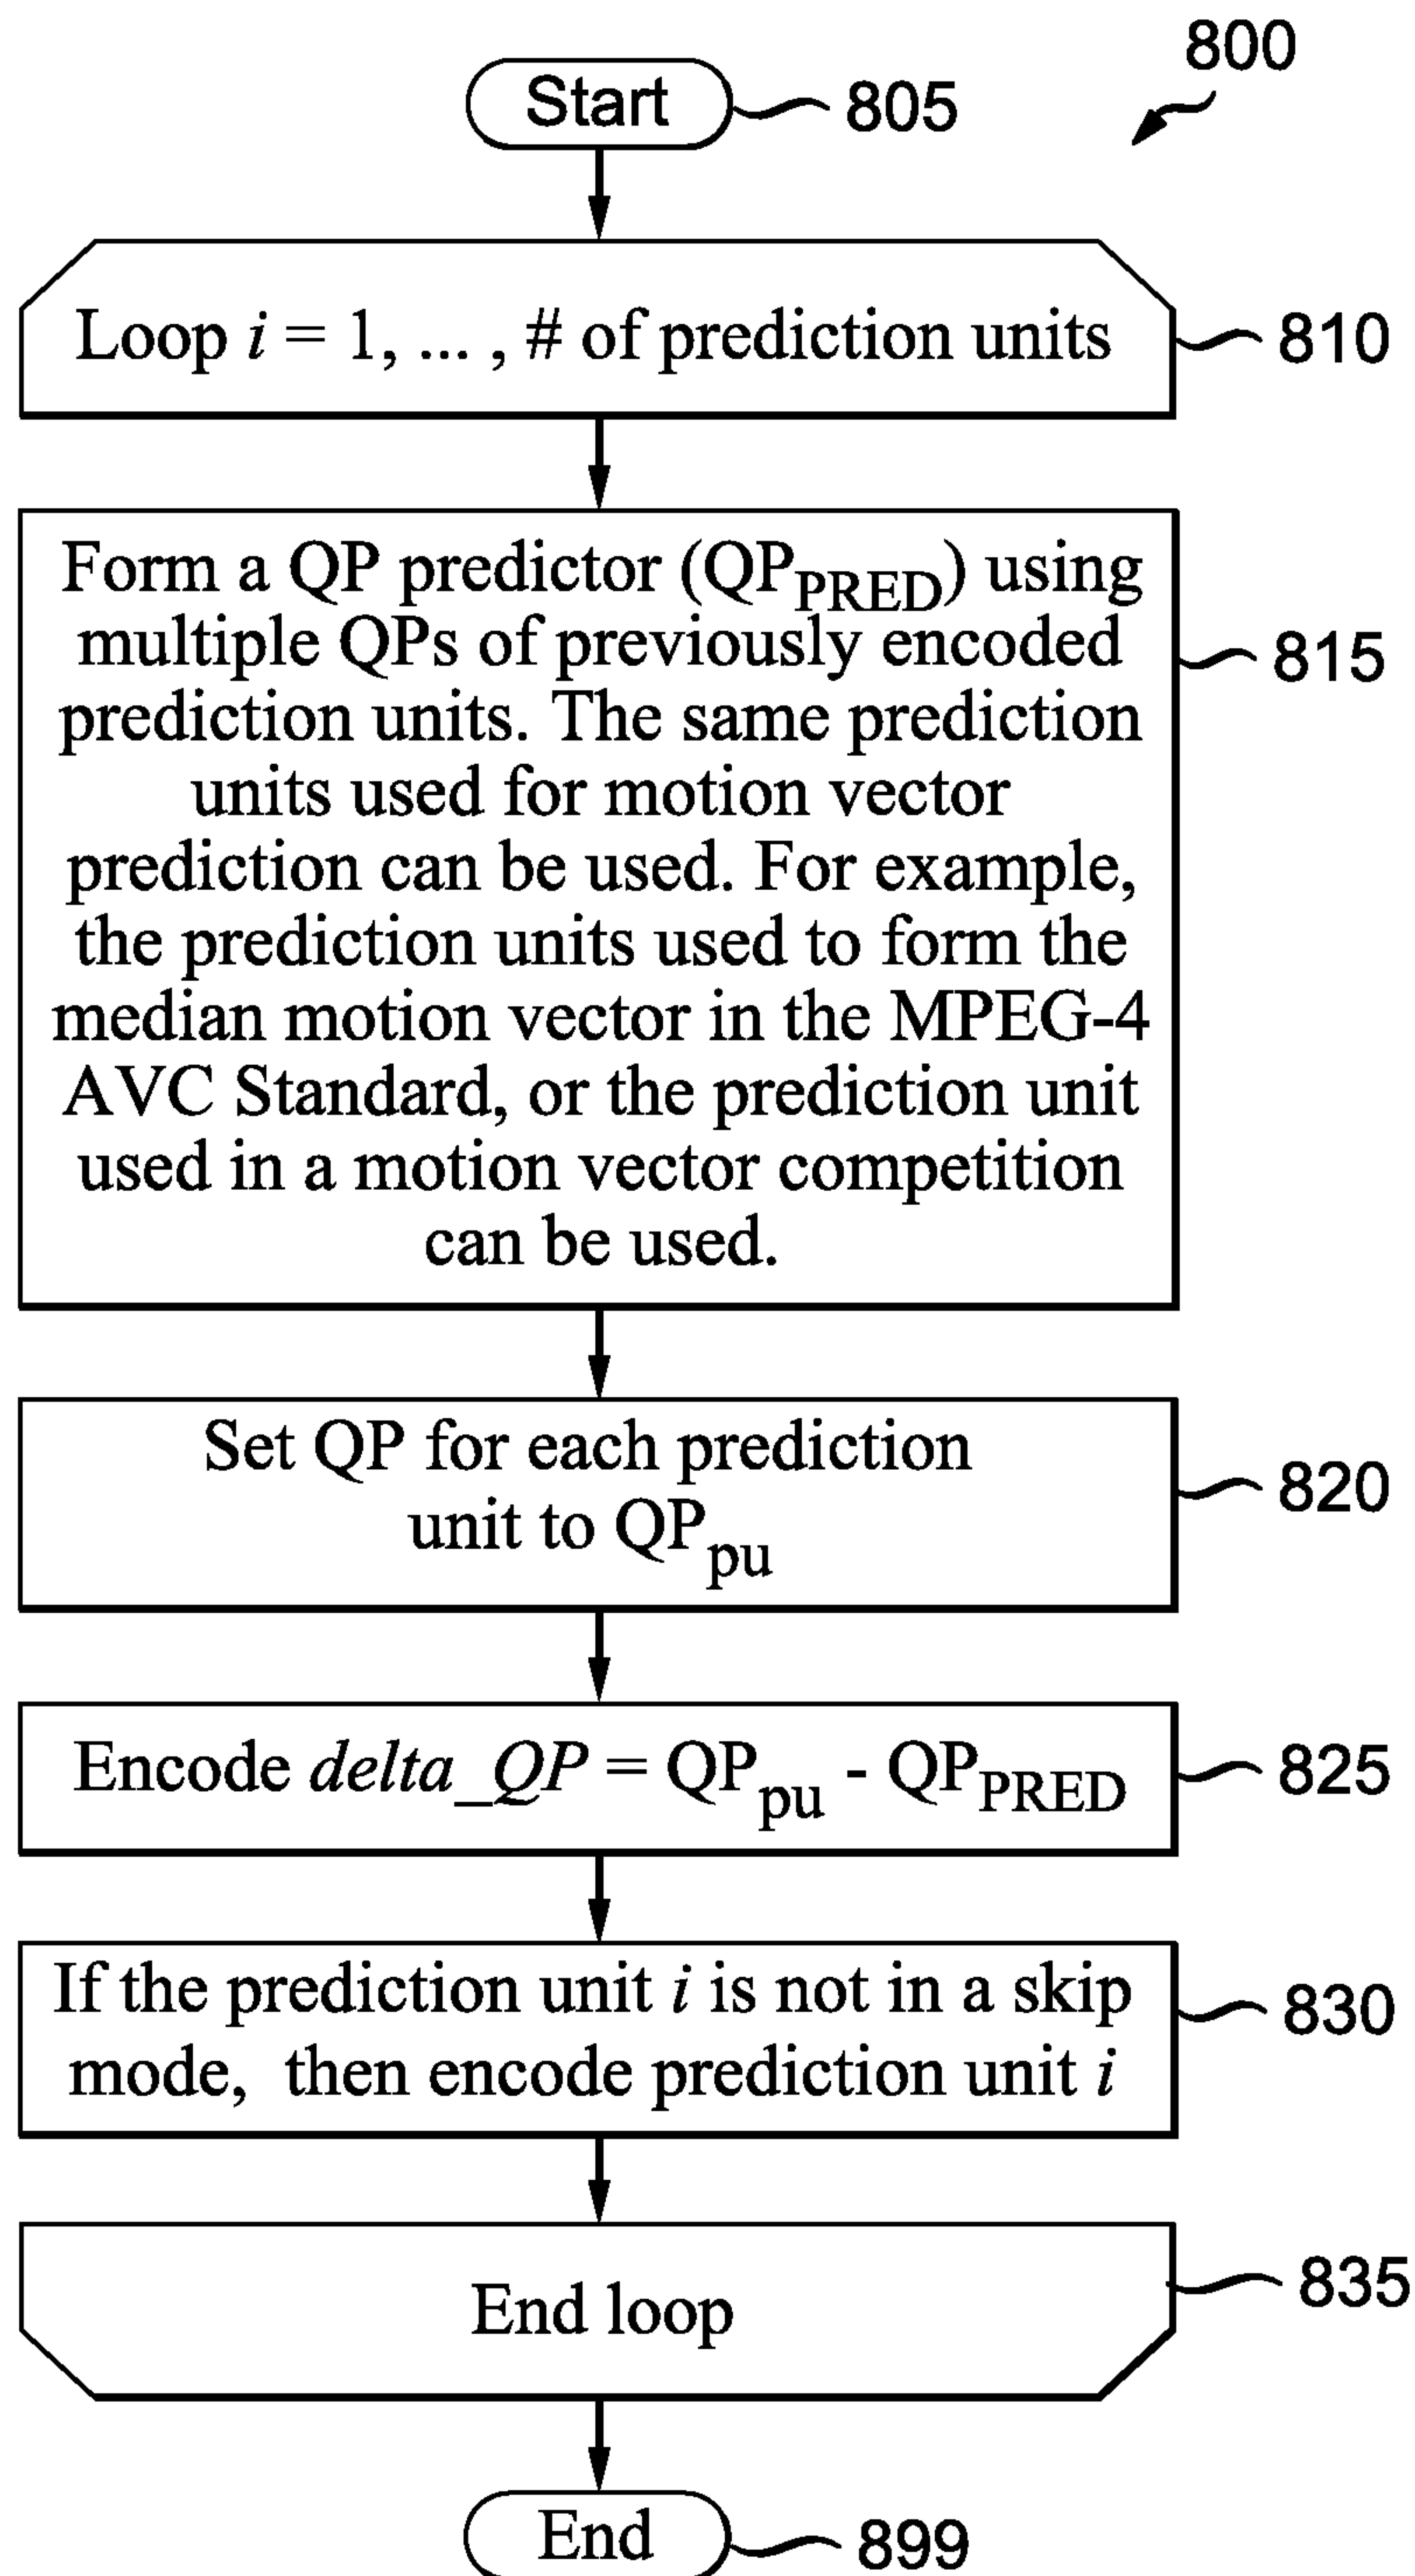 800
Start
805
Loop i = 1, ... , # of prediction units
810
Form a QP predictor (QPPRED) using
multiple QPs of previously encoded
prediction units. The same prediction
units used for motion vector
prediction can be used. For example,
the prediction units used to form the
median motion vector in the MPEG-4
AVC Standard, or the prediction unit
used in a motion vector competition
can be used.
815
Set QP for each prediction
unit to QPpu
820
Encode delta_QP = QPpu - QPPRED
825
If the prediction unit i is not in a skip
mode, then encode prediction unit i
830
End loop
835
End
899